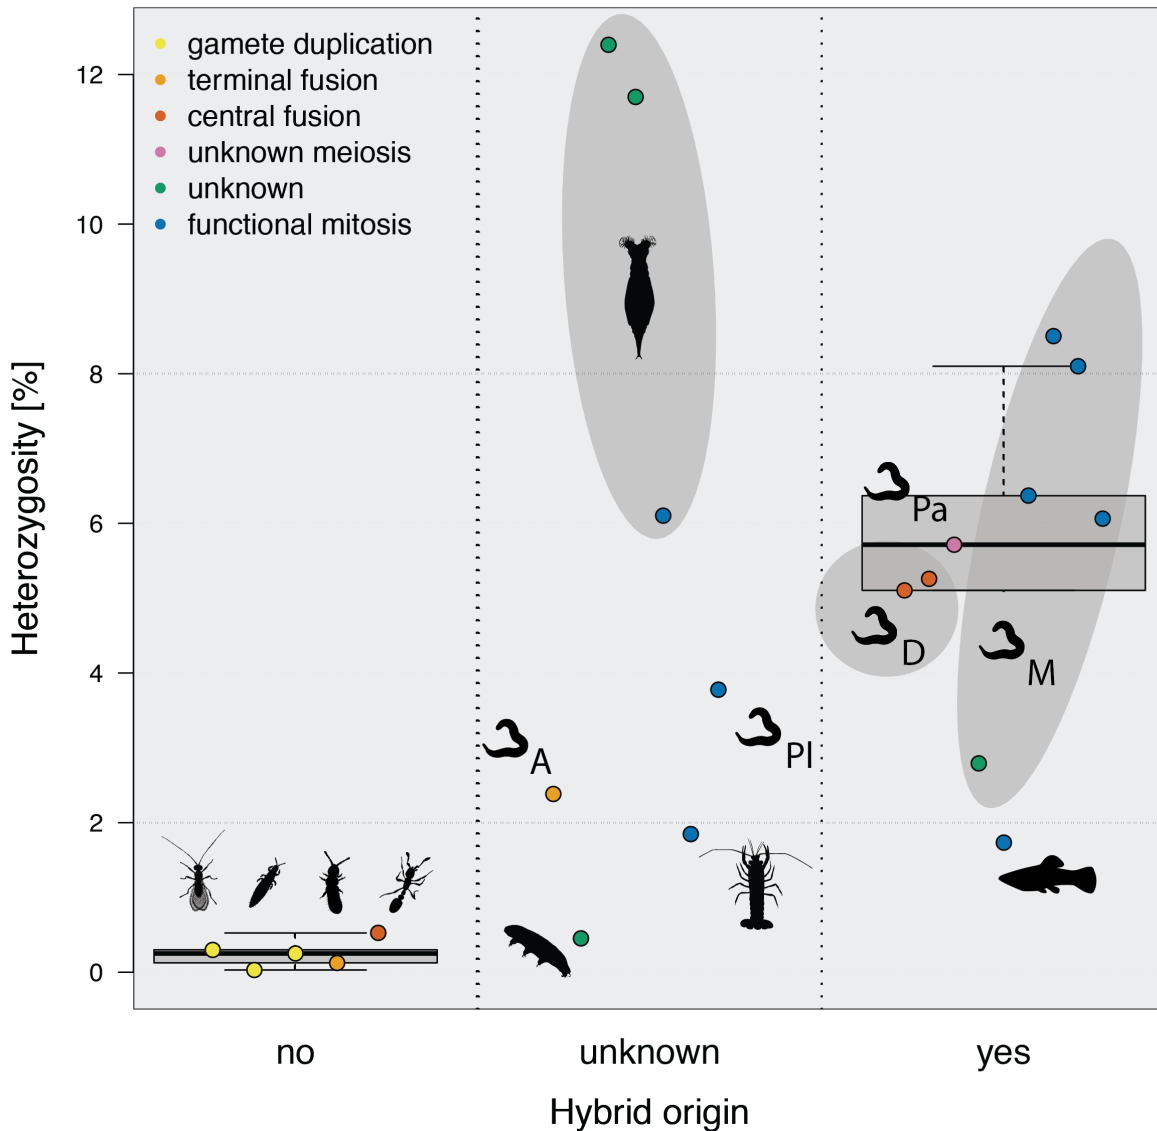 gamete duplication
terminal fusion
central fusion
unknown meiosis
unknown
functional mitosis
Heterozygosity [%]
12
10
8
6
4
2
0
Pa
D
M
A
Pl
no
unknown
yes
Hybrid origin